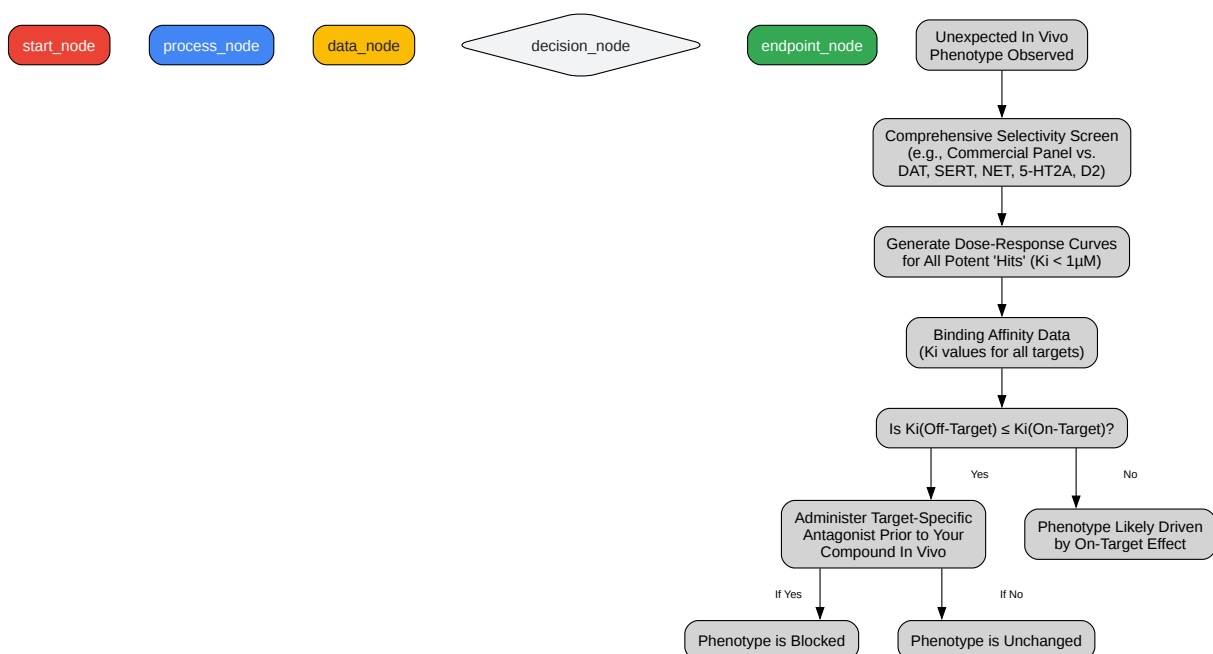 start_node
process_node
data_node
decision_node
endpoint_node
Unexpected In Vivo
Phenotype Observed
Comprehensive Selectivity Screen
(e.g., Commercial Panel vs.
DAT, SERT, NET, 5-HT2A, D2)
Generate Dose-Response Curves
for All Potent 'Hits' (Ki < 1µM)
Binding Affinity Data
(Ki values for all targets)
Is Ki(Off-Target) ≤ Ki(On-Target)?
Yes
No
Administer Target-Specific
Antagonist Prior to Your
Compound In Vivo
Phenotype Likely Driven
by On-Target Effect
If Yes
If No
Phenotype is Blocked
Phenotype is Unchanged